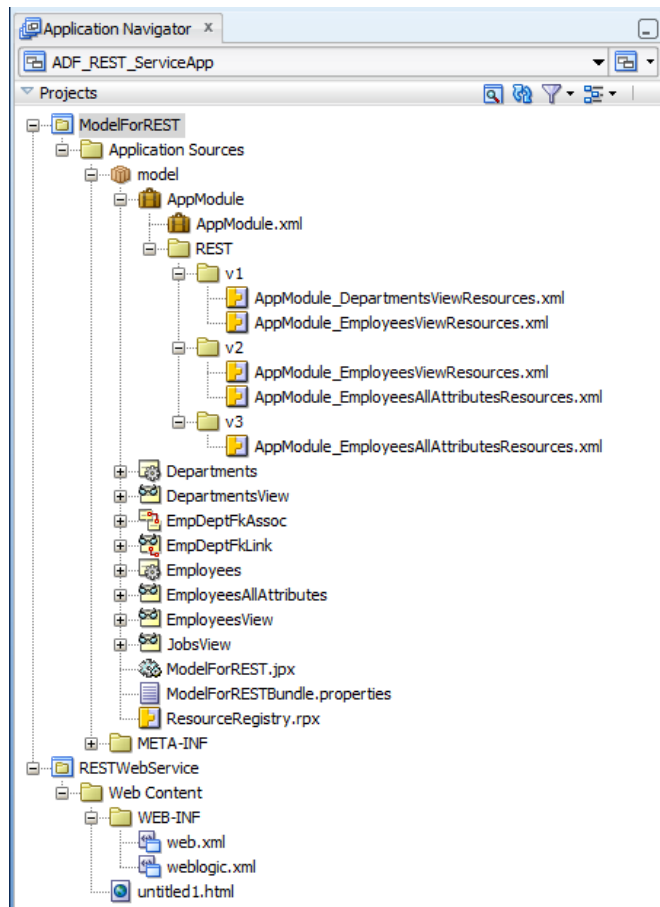 Application Navigator x
ADF_REST_ServiceApp
Projects
ModelForREST
Application Sources
model
AppModule
AppModule.xml
REST
v1
AppModule_DepartmentsViewResources.xml
AppModule_EmployeesViewResources.xml
v2
AppModule_EmployeesViewResources.xml
AppModule_EmployeesAllAttributesResources.xml
v3
AppModule_EmployeesAllAttributesResources.xml
Departments
DepartmentsView
EmpDeptFkAssoc
EmpDeptFkLink
Employees
EmployeesAllAttributes
EmployeesView
JobsView
ModelForREST.jpx
ModelForRESTBundle.properties
ResourceRegistry.rpx
META-INF
RESTWebService
Web Content
WEB-INF
web.xml
weblogic.xml
untitled1.html